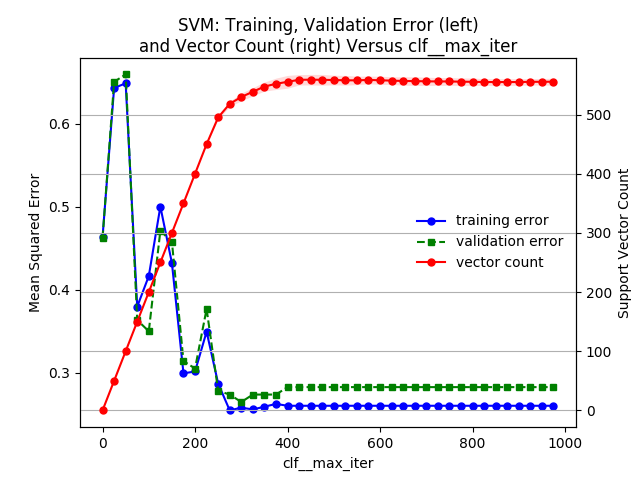 SVM: Training, Validation Error (left)
and Vector Count (right) Versus clf__max_iter
Mean Squared Error
0.6
0.5
0.4
0.3
training error
validation error
vector count
500
400
300
200
100
0
Support Vector Count
0 200 400 600 800 1000
clf__max_iter